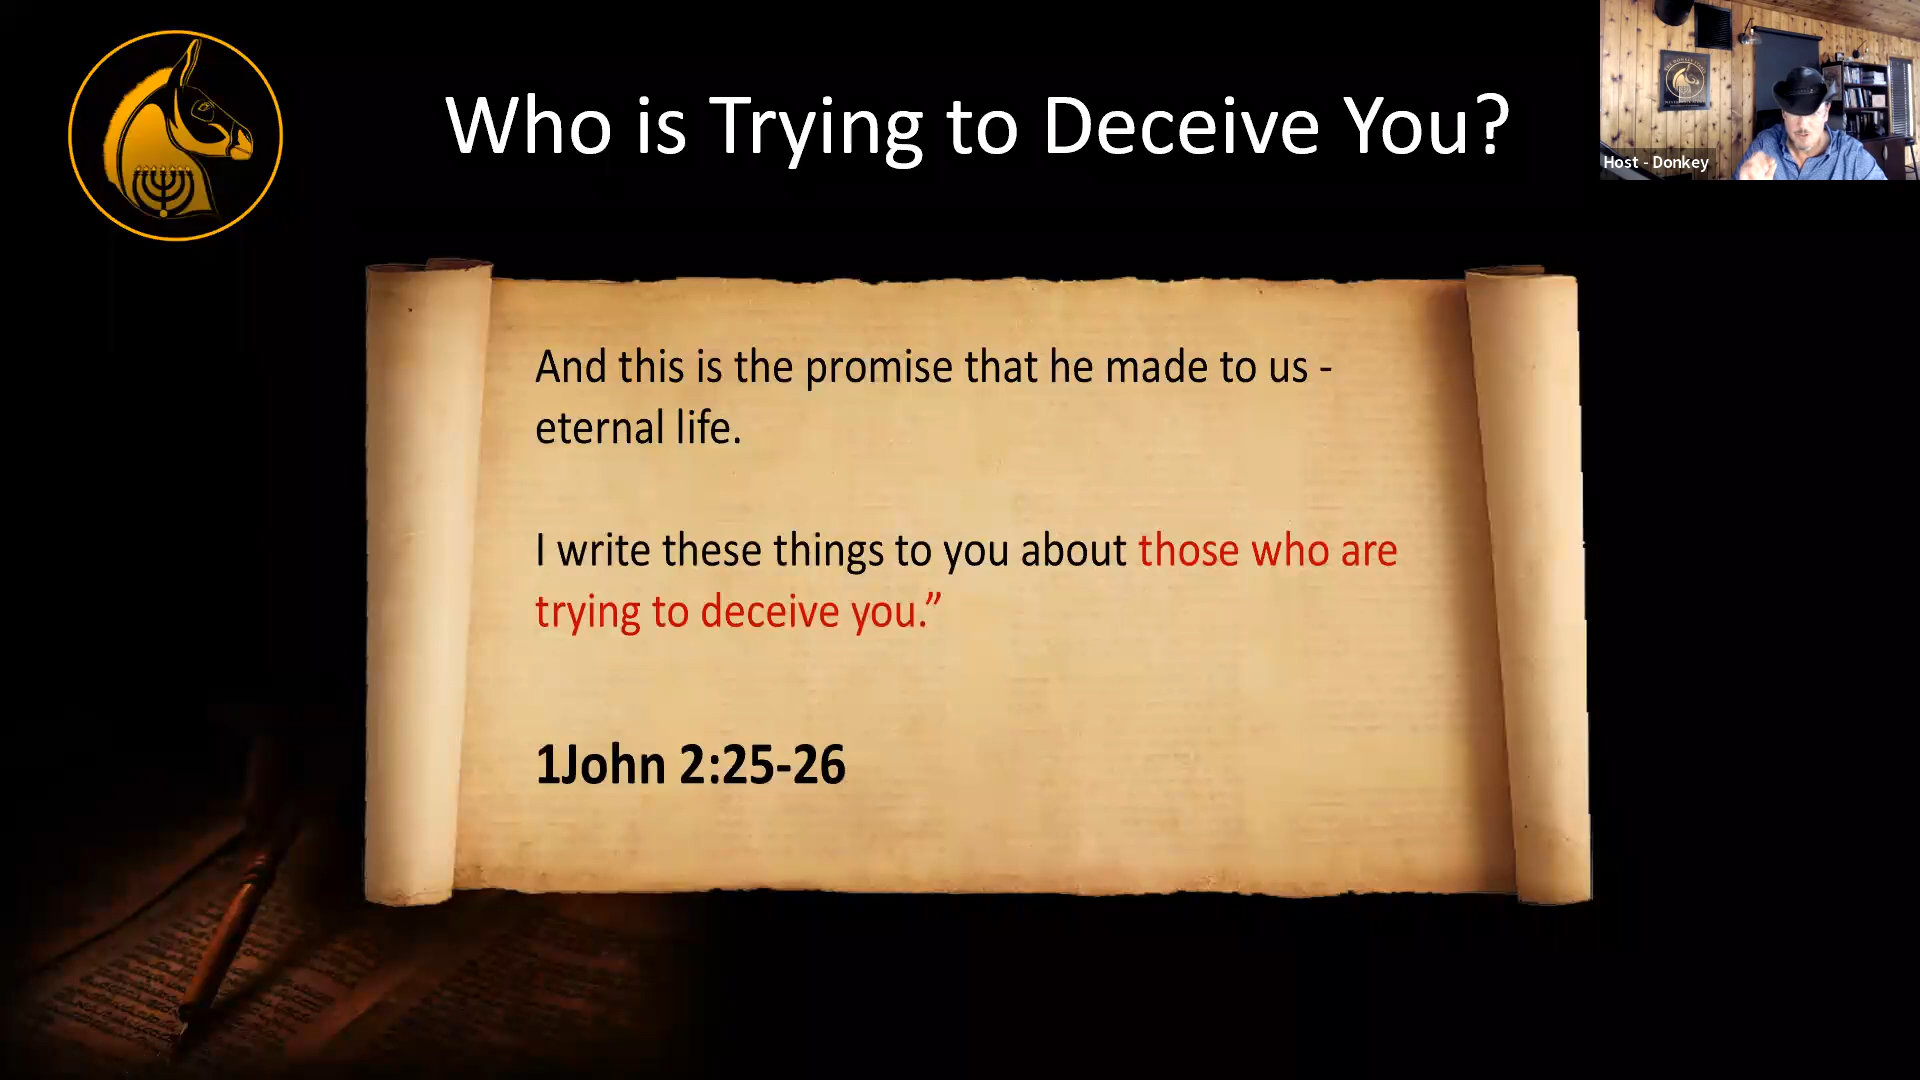 Who is Trying to Deceive You?
Host - Donkey
And this is the promise that he made to us -
eternal life.
I write these things to you about those who are
trying to deceive you.”
1John 2:25-26